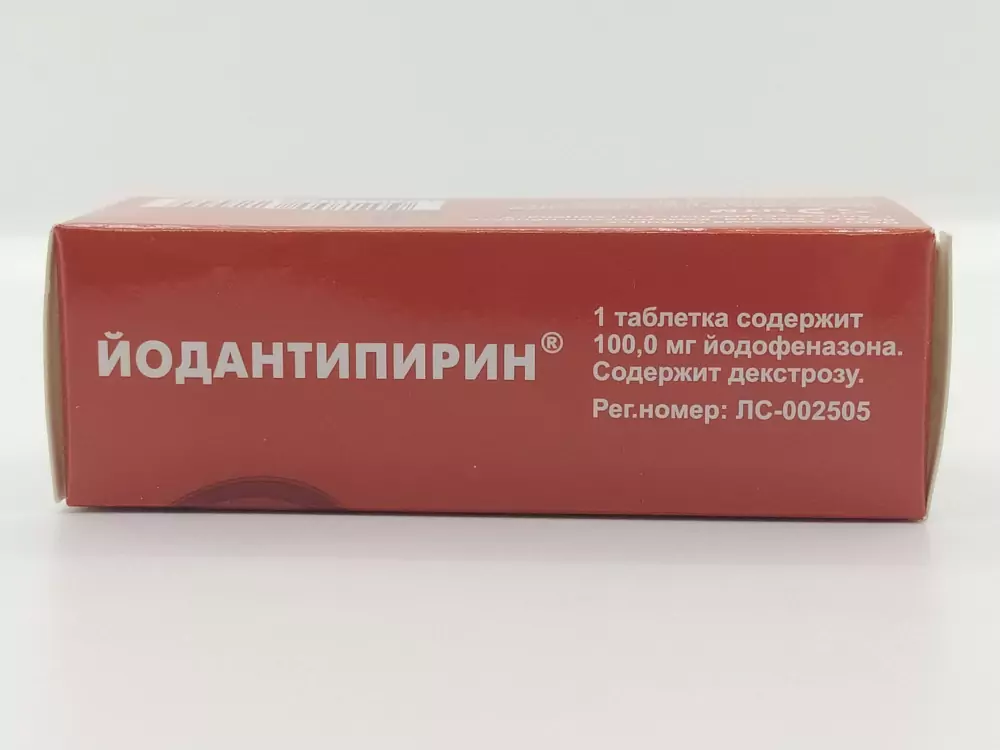 ЙОДАНТИПИРИН®
1 таблетка содержит
100,0 мг йодофеназона.
Содержит декстрозу.
Рег.номер: ЛС-002505